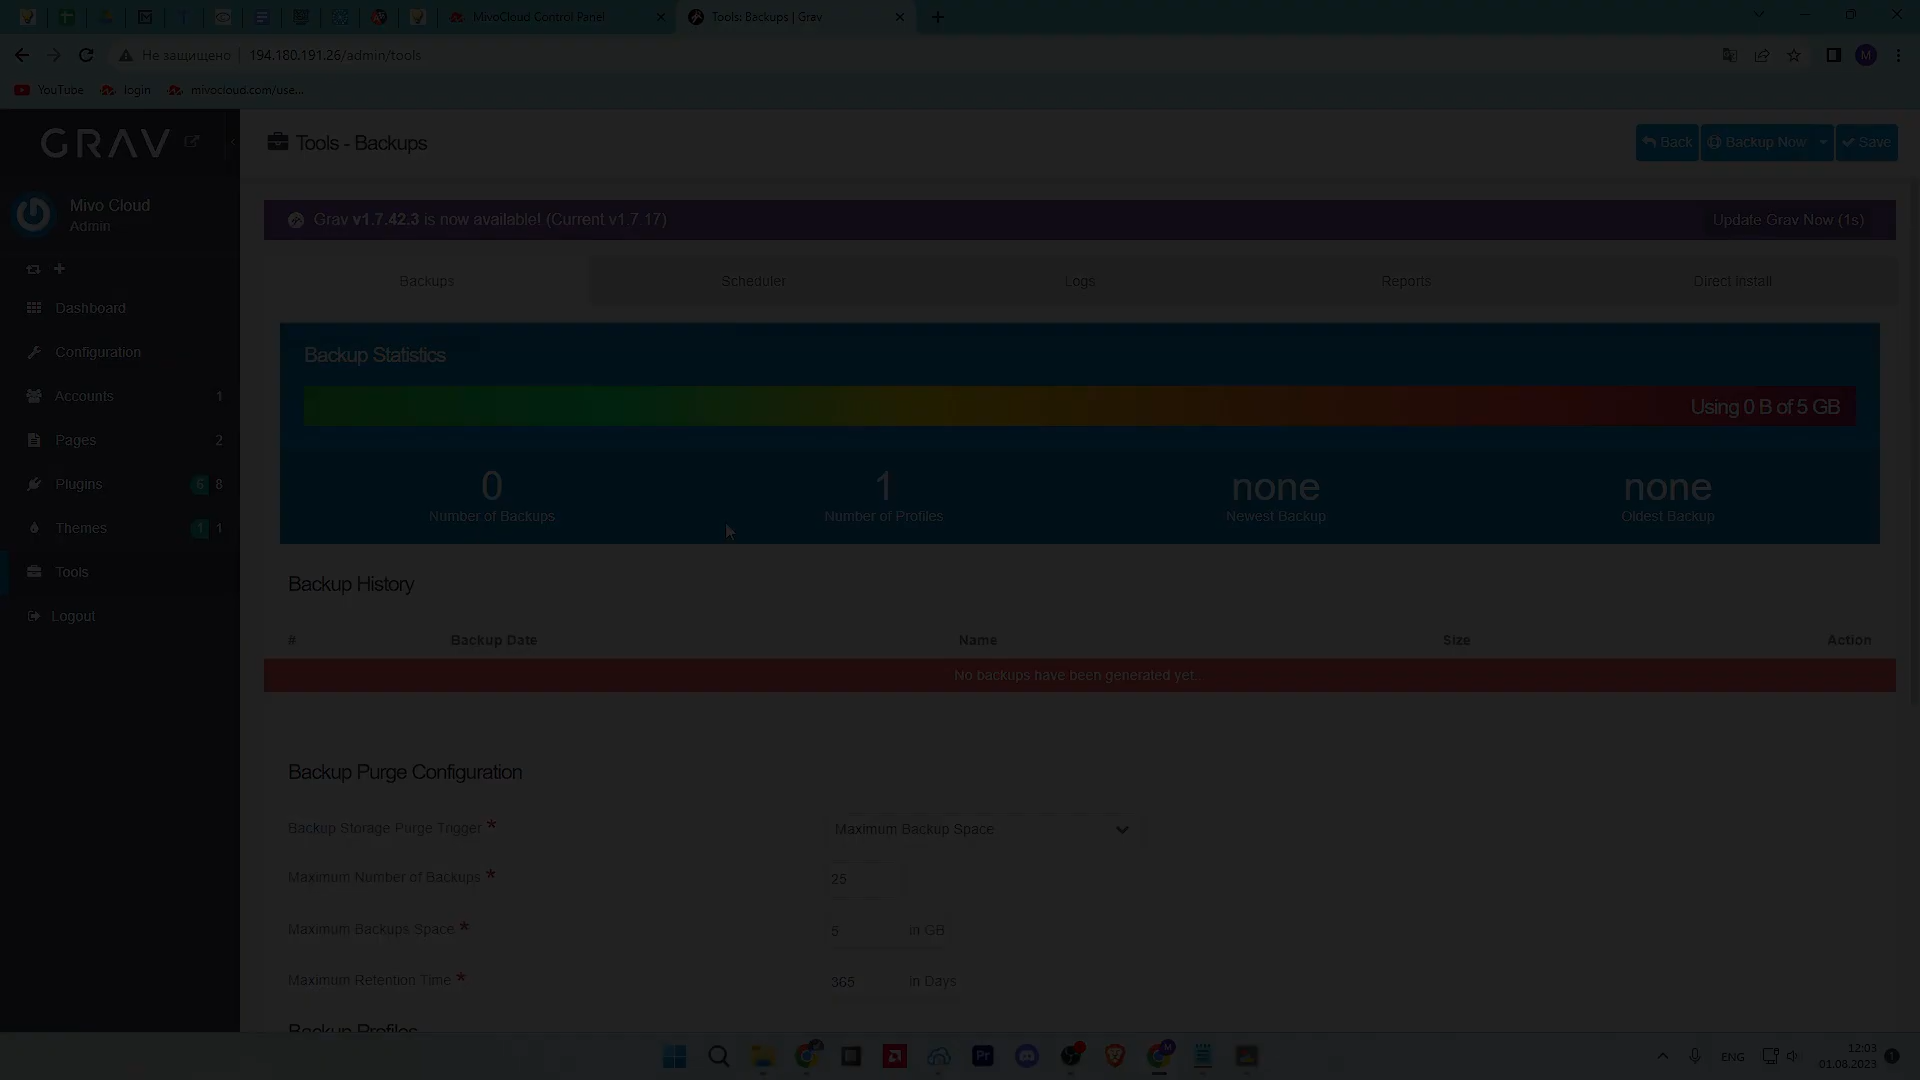 MivoCloud Control Panel
Tools: Backups | Grav
Не защищено
194.180.191.26/admin/tools
YouTube
login
mivocloud.com/use...
GRAV
Tools - Backups
Back
Backup Now
Save
Mivo Cloud
Admin
Grav v1.7.42.3 is now available! (Current v1.7.17)
Update Grav Now (1s)
Backups
Scheduler
Logs
Reports
Direct Install
Dashboard
Configuration
Accounts 1
Pages 2
Plugins 6 8
Themes 1 1
Tools
Logout
Backup Statistics
Using 0 B of 5 GB
0
Number of Backups
1
Number of Profiles
none
Newest Backup
none
Oldest Backup
Backup History
# Backup Date Name Size Action
No backups have been generated yet...
Backup Purge Configuration
Backup Storage Purge Trigger *
Maximum Backup Space
Maximum Number of Backups *
25
Maximum Backups Space *
5 in GB
Maximum Retention Time *
365 in Days
Backup Profiles
ENG
12:03
01.08.2023